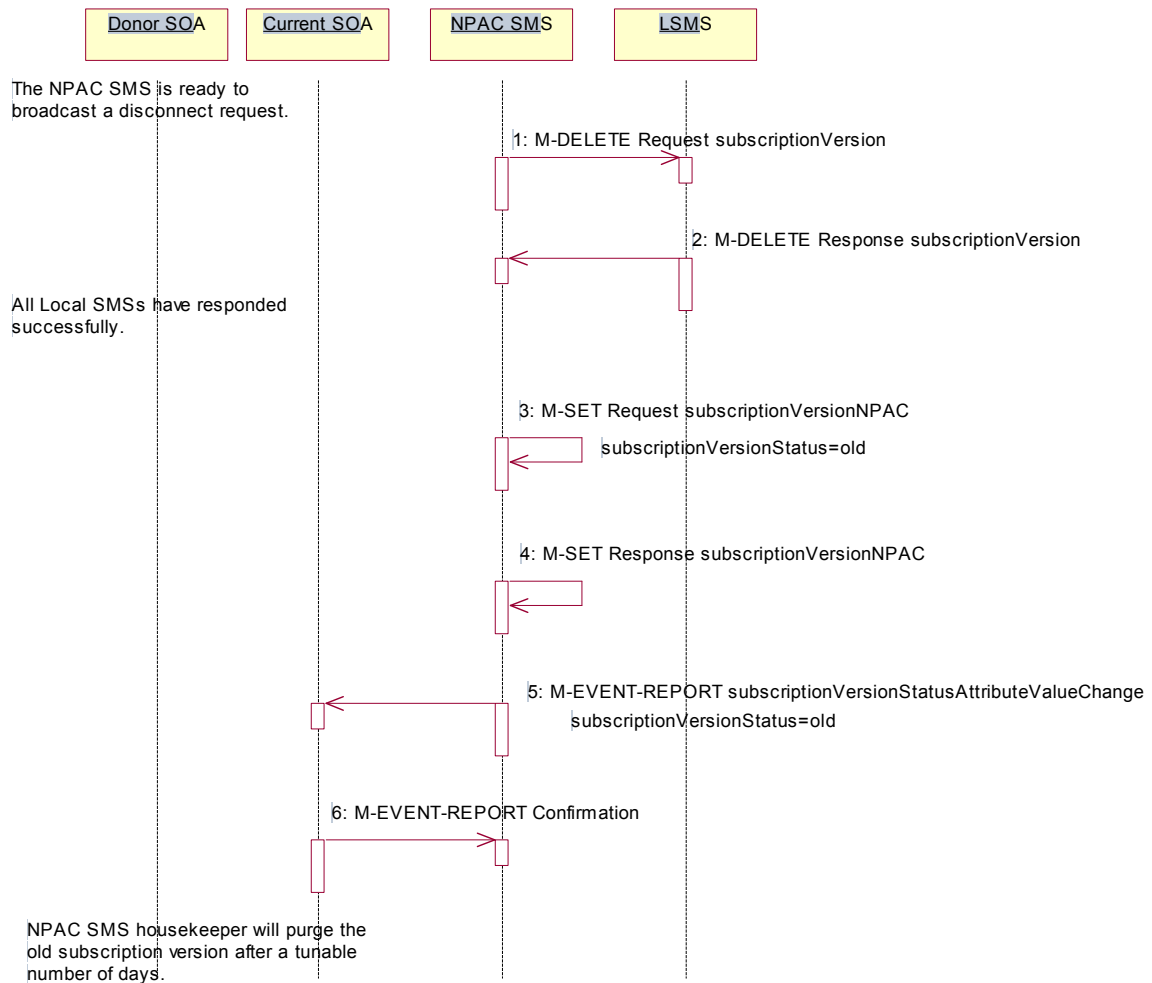 Donor SOA
Current SOA
NPAC SMS
LSMS
The NPAC SMS is ready to
broadcast a disconnect request.
1: M-DELETE Request subscriptionVersion
2: M-DELETE Response subscriptionVersion
All Local SMSs have responded
successfully.
3: M-SET Request subscriptionVersionNPAC
subscriptionVersionStatus=old
4: M-SET Response subscriptionVersionNPAC
5: M-EVENT-REPORT subscriptionVersionStatusAttributeValueChange
subscriptionVersionStatus=old
6: M-EVENT-REPORT Confirmation
NPAC SMS housekeeper will purge the
old subscription version after a tunable
number of days.